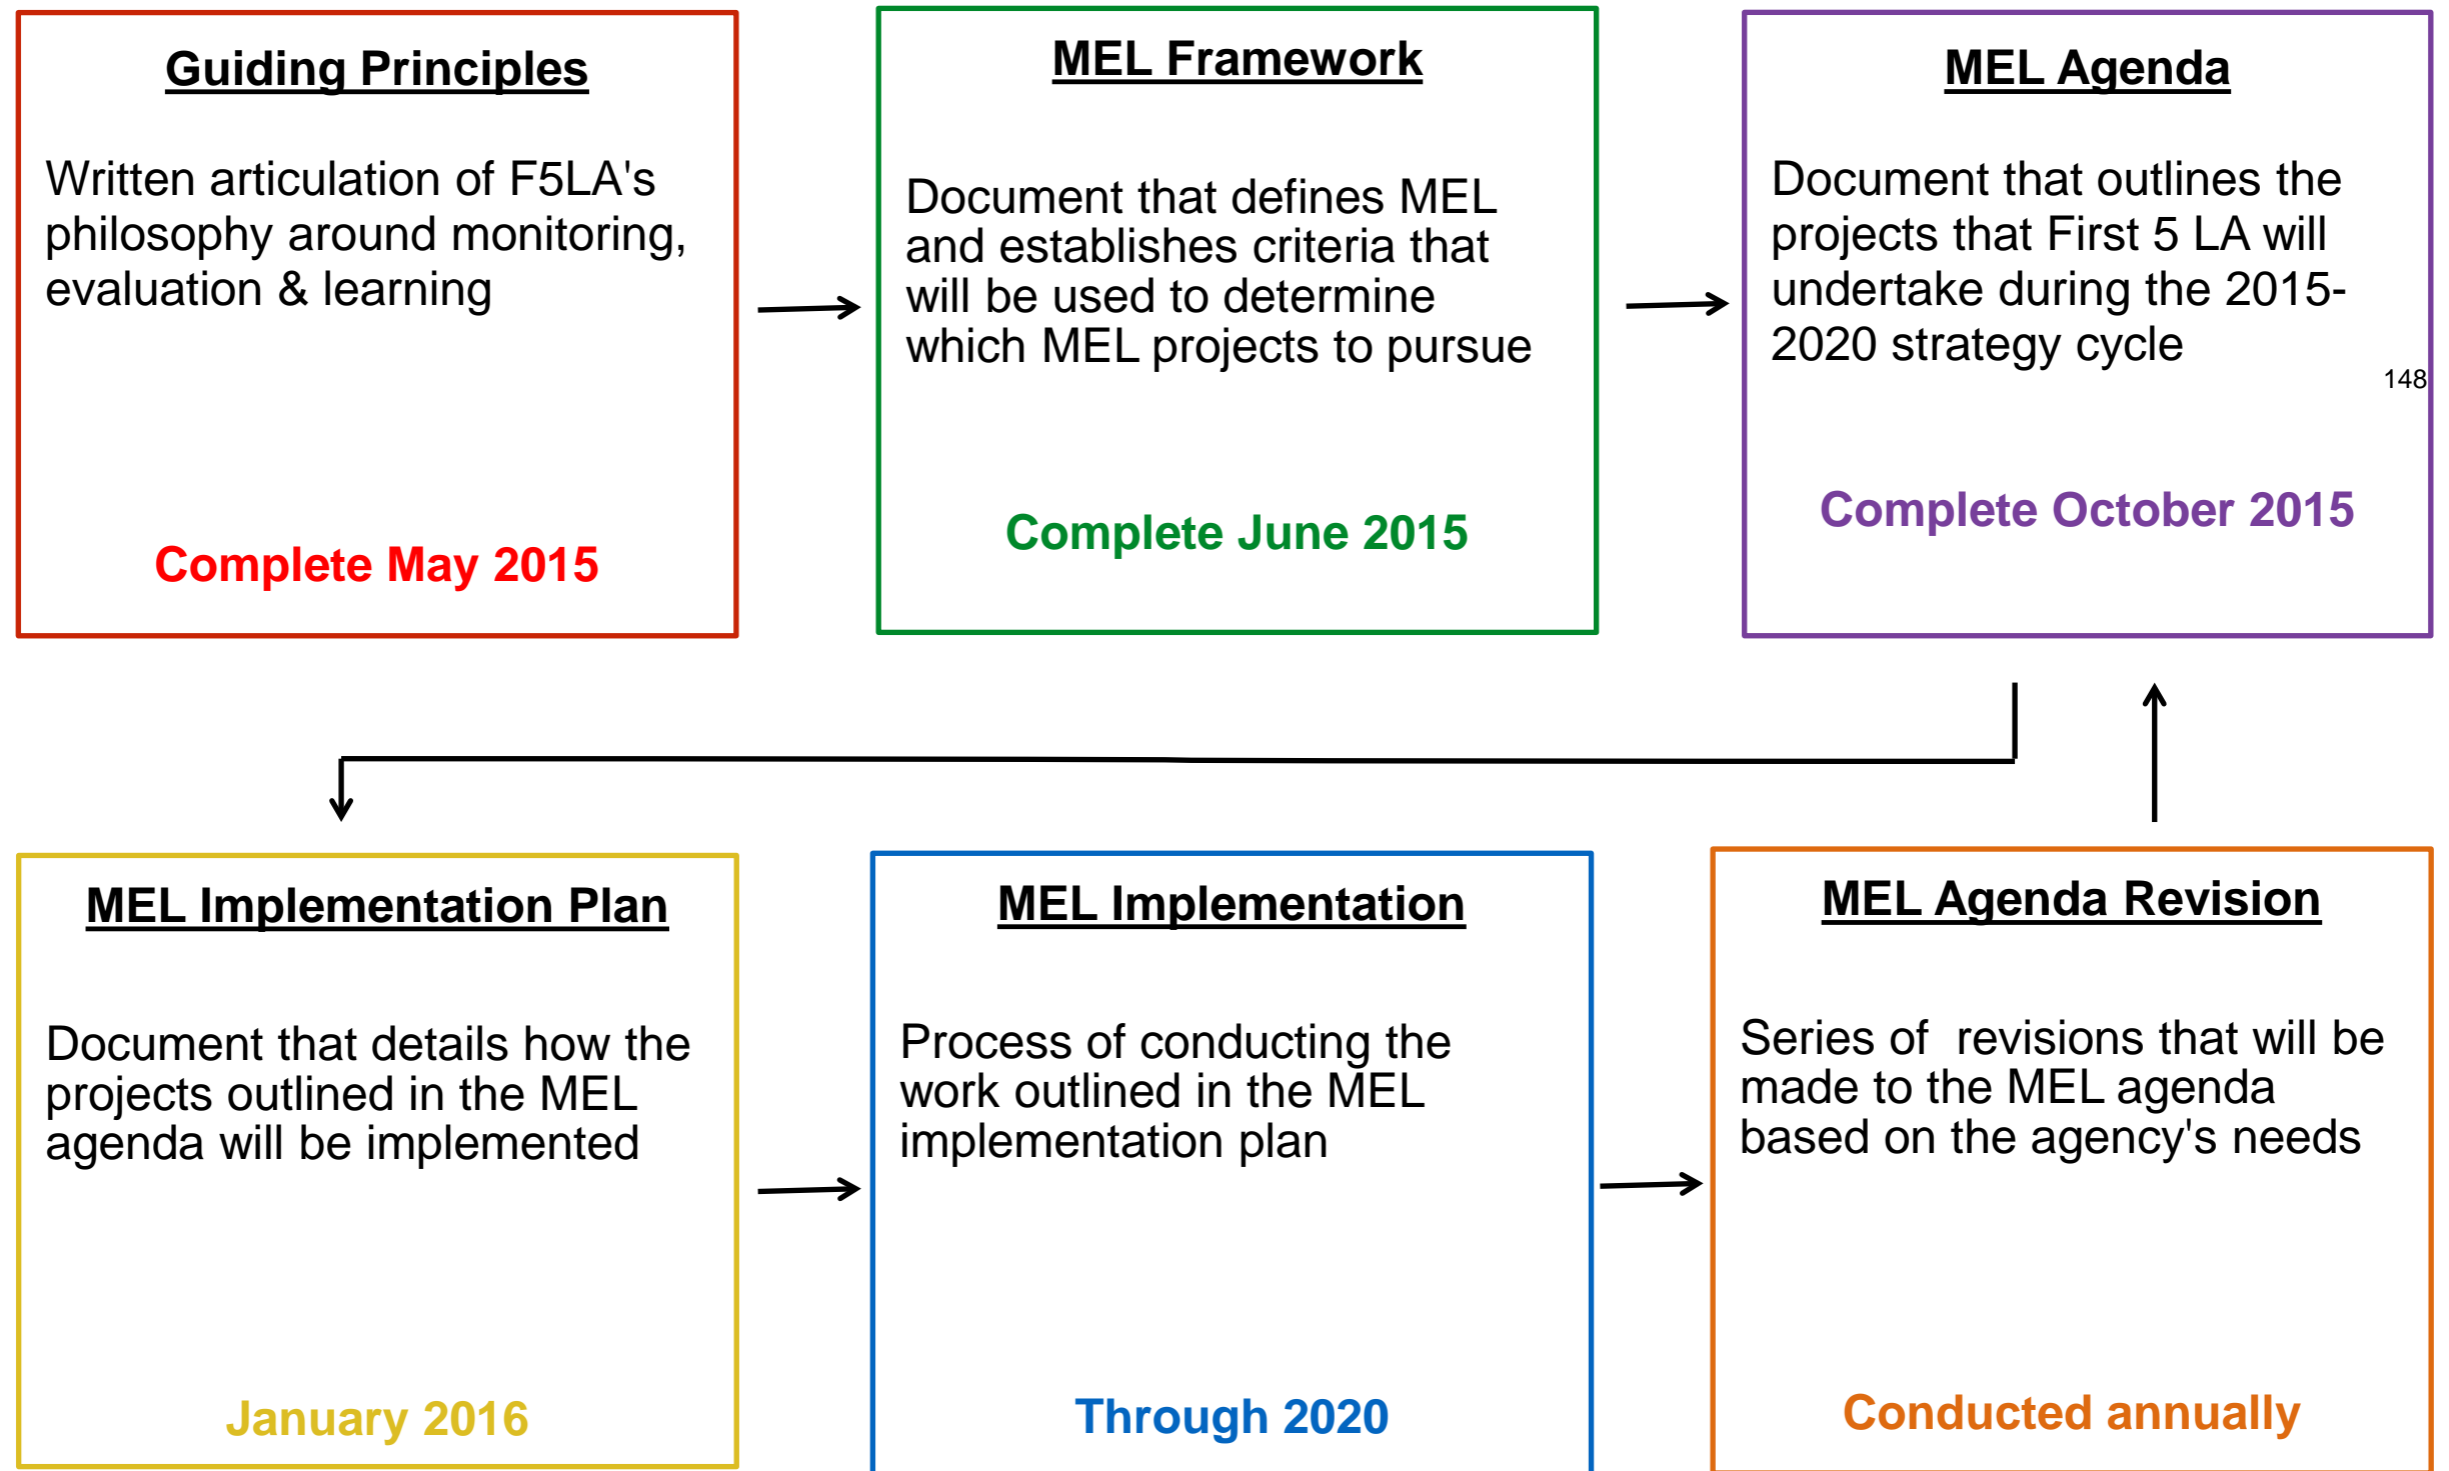 Guiding Principles
Written articulation of F5LA's
philosophy around monitoring,
evaluation & learning
Complete May 2015
MEL Framework
Document that defines MEL
and establishes criteria that
will be used to determine
which MEL projects to pursue
Complete June 2015
MEL Agenda
Document that outlines the
projects that First 5 LA will
undertake during the 2015-
2020 strategy cycle
148
Complete October 2015
MEL Implementation Plan
Document that details how the
projects outlined in the MEL
agenda will be implemented
January 2016
MEL Implementation
Process of conducting the
work outlined in the MEL
implementation plan
Through 2020
MEL Agenda Revision
Series of  revisions that will be
made to the MEL agenda
based on the agency's needs
Conducted annually